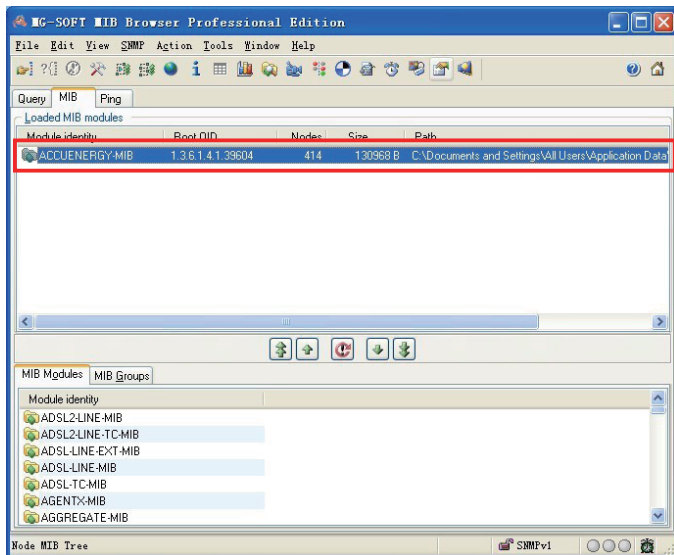 MG-SOFT MIB Browser Professional Edition
File Edit View SNMP Action Tools Window Help
Query MIB Ping
Loaded MIB modules
Module identity Root OID Nodes Size Path
ACCUENERGY-MIB 1.3.6.1.4.1.39604 414 130968 B C:\Documents and Settings\All Users\Application Data\
MIB Modules MIB Groups
Module identity
ADSL2-LINE-MIB
ADSL2-LINE-TC-MIB
ADSL-LINE-EXT-MIB
ADSL-LINE-MIB
ADSL-TC-MIB
AGENTX-MIB
AGGREGATE-MIB
Node MIB Tree SNMPv1